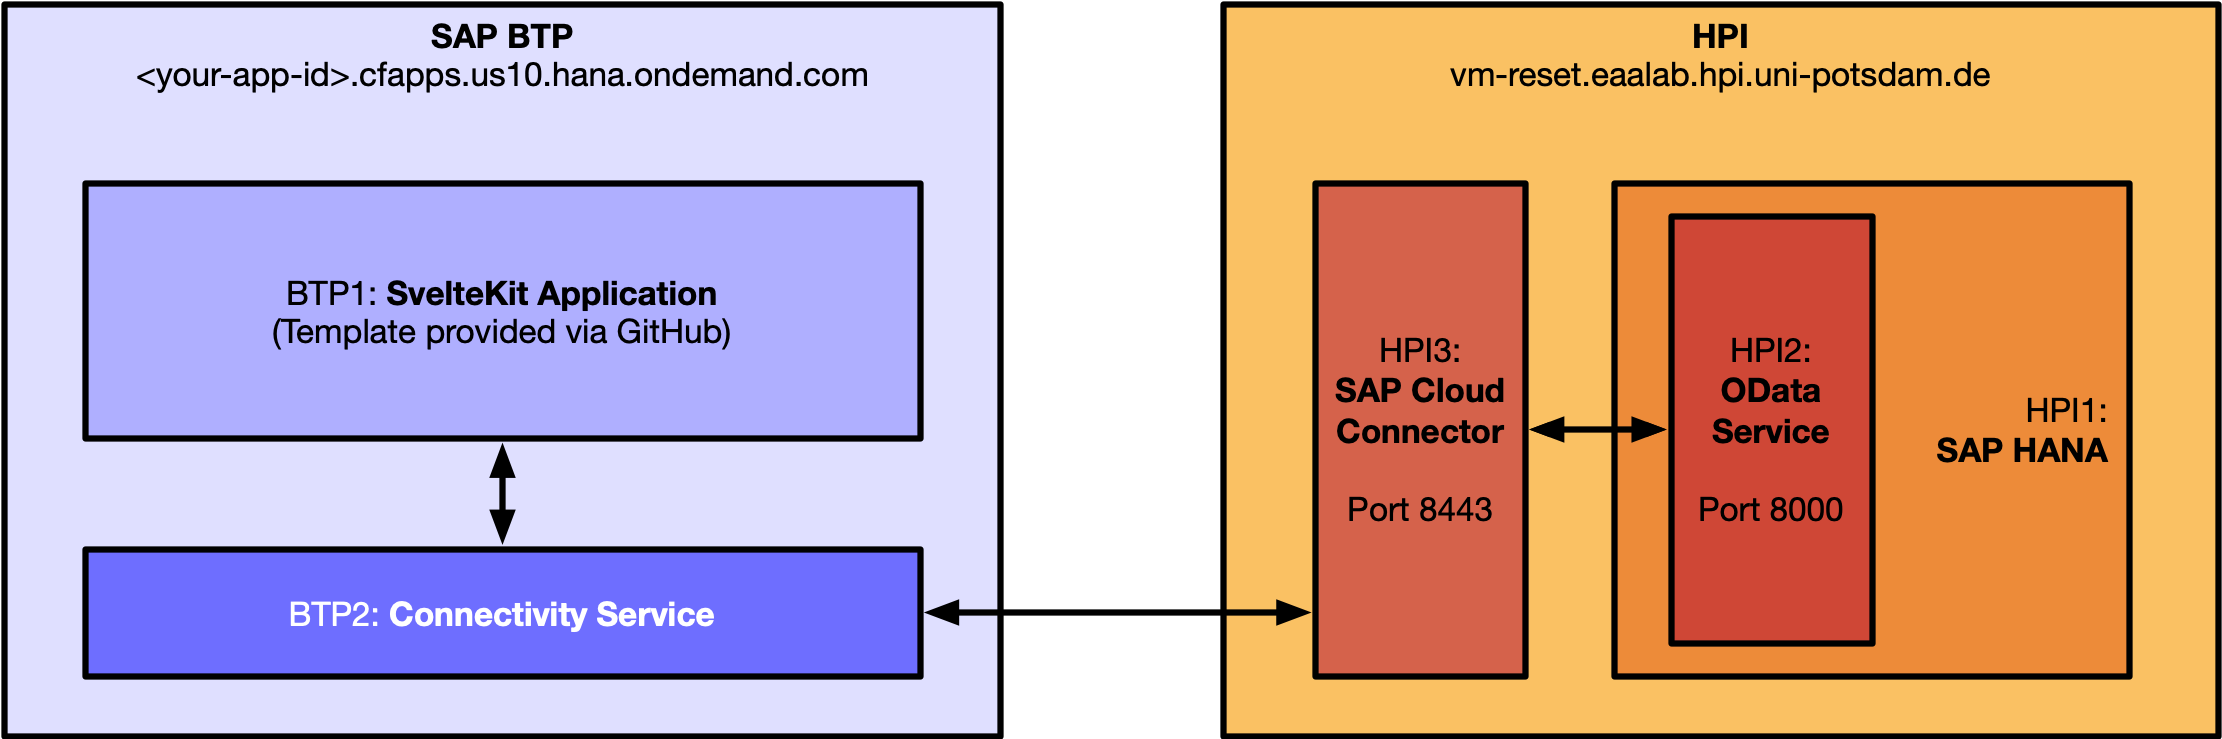 SAP BTP
<your-app-id>.cfapps.us10.hana.ondemand.com
BTP1: SvelteKit Application
(Template provided via GitHub)
BTP2: Connectivity Service
HPI
vm-reset.eaalab.hpi.uni-potsdam.de
HPI3:
SAP Cloud
Connector
Port 8443
HPI2:
OData
Service
Port 8000
HPI1:
SAP HANA